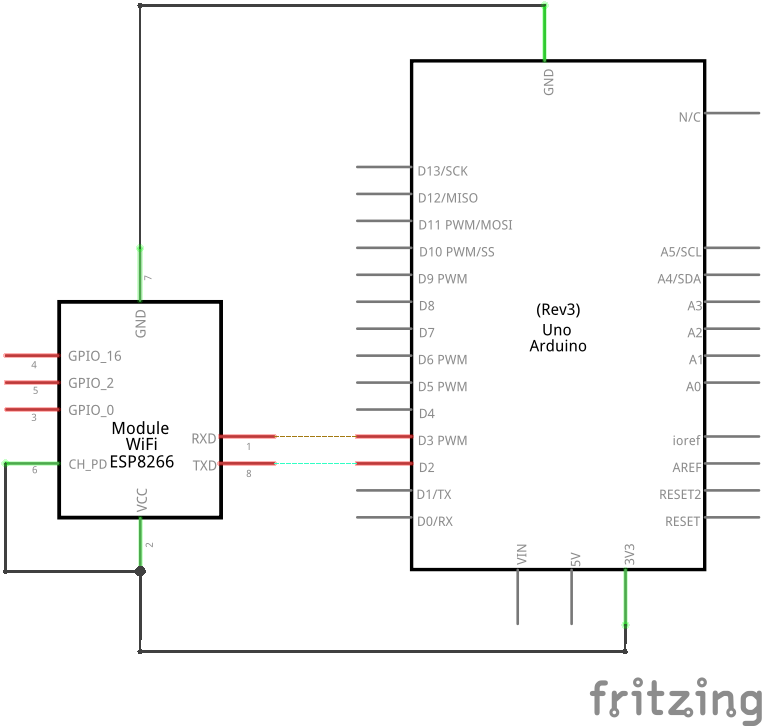 GND
N/C
D13/SCK
D12/MISO
D11 PWM/MOSI
D10 PWM/SS
A5/SCL
7
D9 PWM
A4/SDA
D8
(Rev3)
A3
GND
D7
Uno
A2
Arduino
GPIO_16
4
D6 PWM
A1
GPIO_2
5
D5 PWM
A0
GPIO_0
3
D4
Module
WiFi
ESP8266
RXD
1
D3 PWM
ioref
CH_PD
6
TXD
8
D2
AREF
VCC
D1/TX
RESET2
D0/RX
RESET
2
VIN
5V
3V3
fritzing